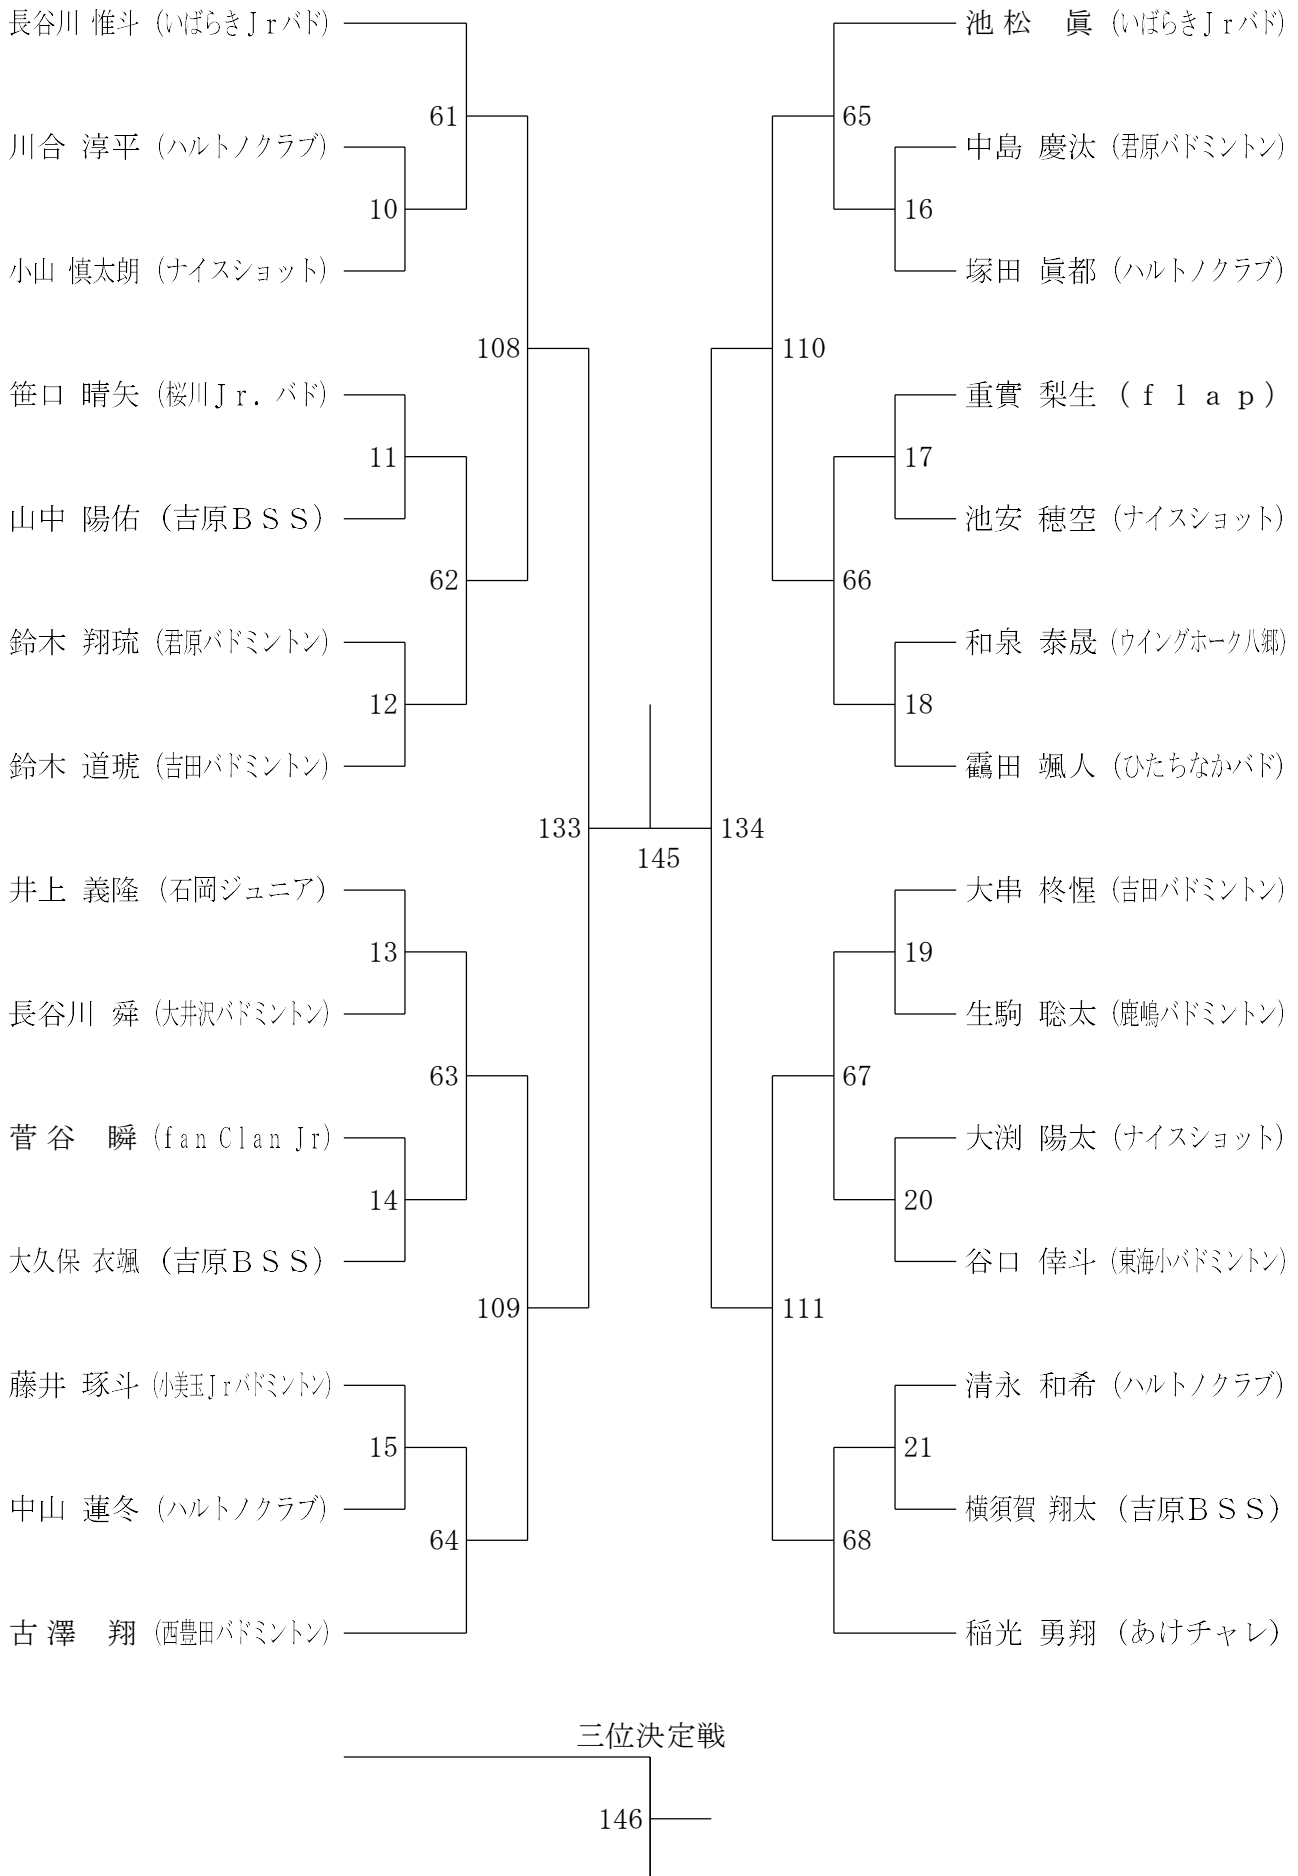 長谷川 惟斗 (いばらきＪｒバド)
61
川合 淳平 (ハルトノクラブ)
10
小山 慎太朗 (ナイスショット)
108
笹口 晴矢 (桜川Ｊｒ．バド)
11
山中 陽佑 (吉原ＢＳＳ)
62
鈴木 翔琉 (君原バドミントン)
12
鈴木 道琥 (吉田バドミントン)
133
井上 義隆 (石岡ジュニア)
13
長谷川 舜 (大井沢バドミントン)
63
菅谷 瞬 (fan Clan Jr)
14
大久保 衣颯 (吉原ＢＳＳ)
109
藤井 琢斗 (小美玉Ｊｒバドミントン)
15
中山 蓮冬 (ハルトノクラブ)
64
古澤 翔 (西豊田バドミントン)
145
池松 眞 (いばらきＪｒバド)
65
中島 慶汰 (君原バドミントン)
16
塚田 眞都 (ハルトノクラブ)
110
重實 梨生 (ｆｌａｐ)
17
池安 穂空 (ナイスショット)
66
和泉 泰晟 (ウイングホーク八郷)
18
靍田 颯人 (ひたちなかバド)
134
大串 柊惺 (吉田バドミントン)
19
生駒 聡太 (鹿嶋バドミントン)
67
大渕 陽太 (ナイスショット)
20
谷口 倖斗 (東海小バドミントン)
111
清永 和希 (ハルトノクラブ)
21
横須賀 翔太 (吉原ＢＳＳ)
68
稲光 勇翔 (あけチャレ)
三位決定戦
146